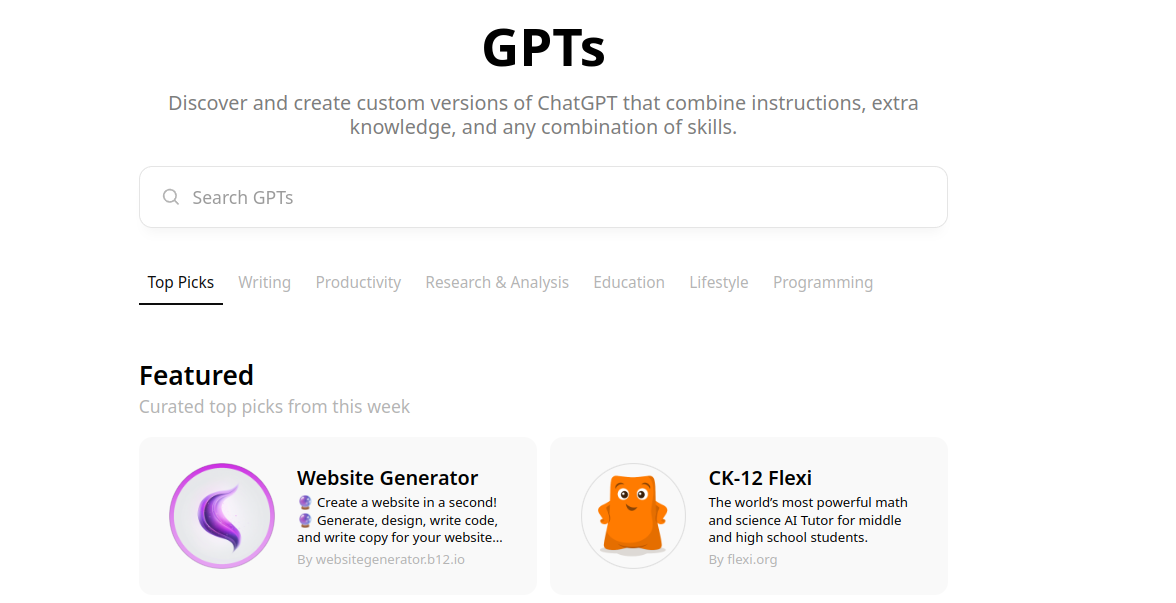 GPTs
Discover and create custom versions of ChatGPT that combine instructions, extra
knowledge, and any combination of skills.
Search GPTs
Top Picks Writing Productivity Research & Analysis Education Lifestyle Programming
Featured
Curated top picks from this week
Website Generator
🔮 Create a website in a second!
🔮 Generate, design, write code,
and write copy for your website...
By websitegenerator.b12.io
CK-12 Flexi
The world’s most powerful math
and science AI Tutor for middle
and high school students.
By flexi.org